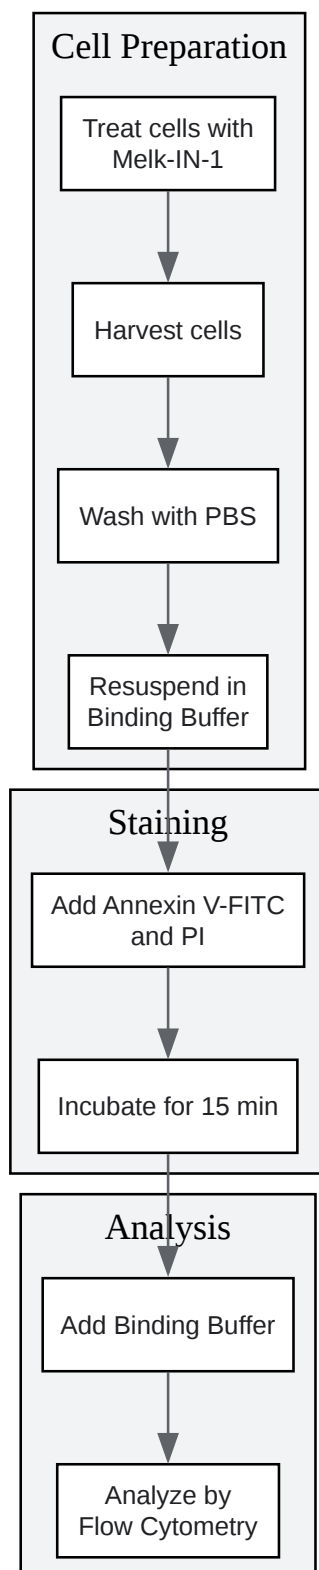 Cell Preparation
Treat cells with
Melk-IN-1
Harvest cells
Wash with PBS
Resuspend in
Binding Buffer
Staining
Add Annexin V-FITC
and PI
Incubate for 15 min
Analysis
Add Binding Buffer
Analyze by
Flow Cytometry